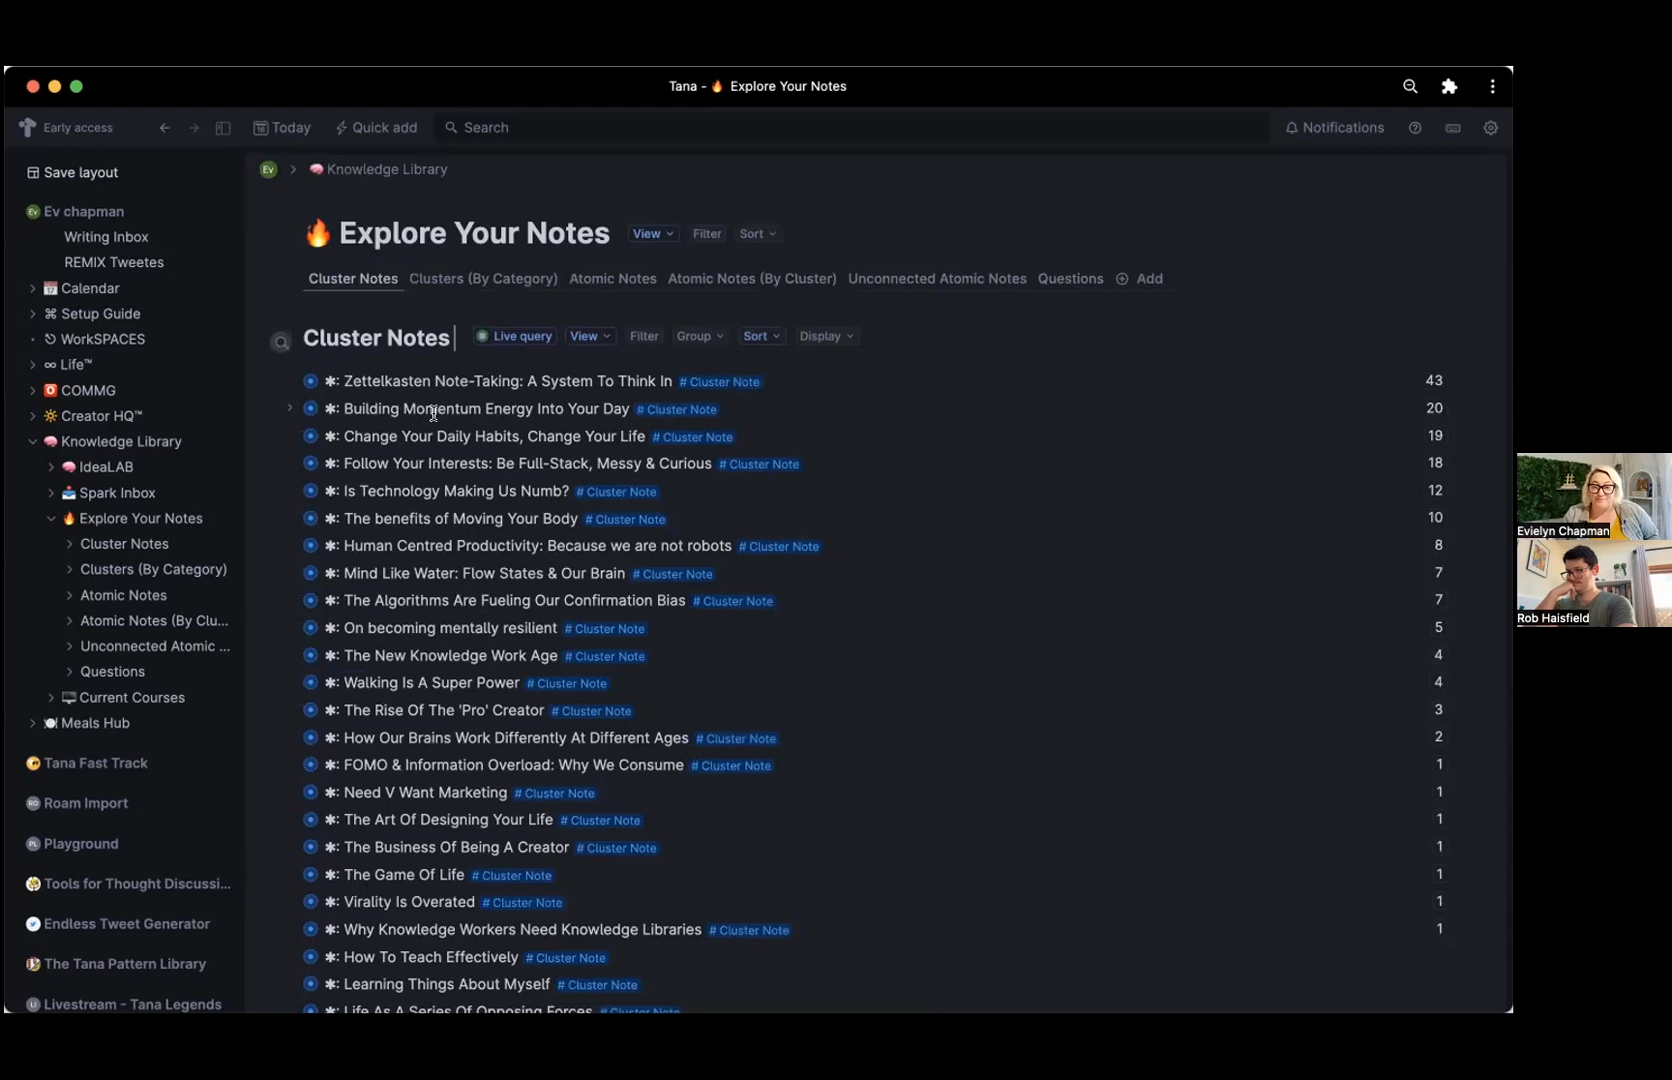 Tana - 🔥 Explore Your Notes
Early access
Today
Quick add
Search
Notifications
Save layout
Ev chapman
Writing Inbox
REMIX Tweetes
Calendar
⌘ Setup Guide
WorkSPACES
∞ Life™
COMMG
Creator HQ™
Knowledge Library
IdeaLAB
Spark Inbox
Explore Your Notes
Cluster Notes
Clusters (By Category)
Atomic Notes
Atomic Notes (By Clu...
Unconnected Atomic ...
Questions
Current Courses
Meals Hub
Tana Fast Track
Roam Import
Playground
Tools for Thought Discussi...
Endless Tweet Generator
The Tana Pattern Library
Livestream - Tana Legends
Ev > 🧠 Knowledge Library
🔥 Explore Your Notes View Filter Sort
Cluster Notes Clusters (By Category) Atomic Notes Atomic Notes (By Cluster) Unconnected Atomic Notes Questions Add
Cluster Notes Live query View Filter Group Sort Display
✱: Zettelkasten Note-Taking: A System To Think In # Cluster Note 43
✱: Building Momentum Energy Into Your Day # Cluster Note 20
✱: Change Your Daily Habits, Change Your Life # Cluster Note 19
✱: Follow Your Interests: Be Full-Stack, Messy & Curious # Cluster Note 18
✱: Is Technology Making Us Numb? # Cluster Note 12
✱: The benefits of Moving Your Body # Cluster Note 10
✱: Human Centred Productivity: Because we are not robots # Cluster Note 8
✱: Mind Like Water: Flow States & Our Brain # Cluster Note 7
✱: The Algorithms Are Fueling Our Confirmation Bias # Cluster Note 7
✱: On becoming mentally resilient # Cluster Note 5
✱: The New Knowledge Work Age # Cluster Note 4
✱: Walking Is A Super Power # Cluster Note 4
✱: The Rise Of The 'Pro' Creator # Cluster Note 3
✱: How Our Brains Work Differently At Different Ages # Cluster Note 2
✱: FOMO & Information Overload: Why We Consume # Cluster Note 1
✱: Need V Want Marketing # Cluster Note 1
✱: The Art Of Designing Your Life # Cluster Note 1
✱: The Business Of Being A Creator # Cluster Note 1
✱: The Game Of Life # Cluster Note 1
✱: Virality Is Overated # Cluster Note 1
✱: Why Knowledge Workers Need Knowledge Libraries # Cluster Note 1
✱: How To Teach Effectively # Cluster Note
✱: Learning Things About Myself # Cluster Note
✱: Life As A Series Of Opposing Forces # Cluster Note
Evielyn Chapman
Rob Haisfield